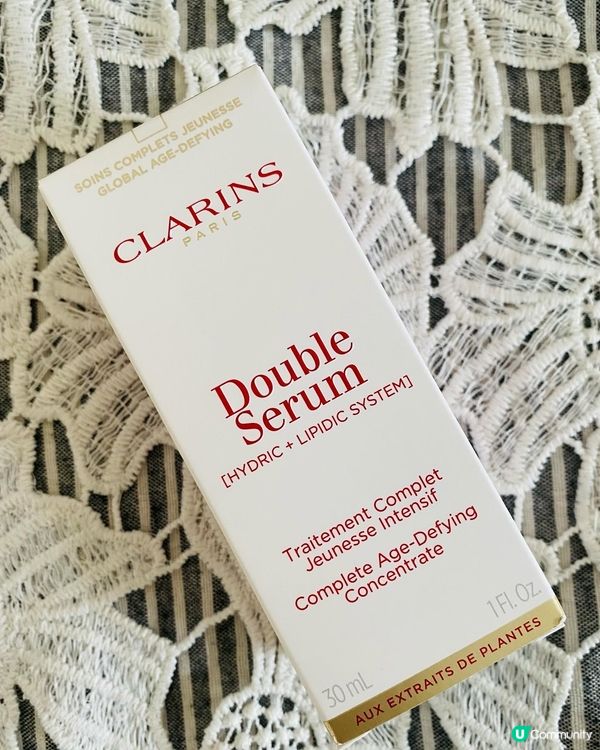 SOINS COMPLETS JEUNESSE
GLOBAL AGE-DEFYING
CLARINS
PARIS
Double
Serum
[HYDRIC + LIPIDIC SYSTEM]
Traitement Complet
Jeunesse Intensif
Complete Age-Defying
Concentrate
30 mL
1 Fl. Oz.
AUX EXTRAITS DE PLANTES
U Community